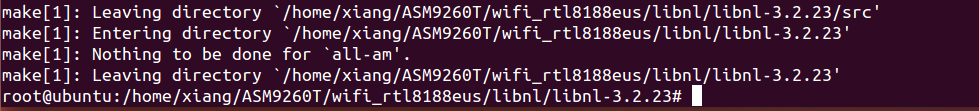 make[1]: Leaving directory `/home/xiang/ASM9260T/wifi_rtl8188eus/libnl/libnl-3.2.23/src'
make[1]: Entering directory `/home/xiang/ASM9260T/wifi_rtl8188eus/libnl/libnl-3.2.23'
make[1]: Nothing to be done for `all-am'.
make[1]: Leaving directory `/home/xiang/ASM9260T/wifi_rtl8188eus/libnl/libnl-3.2.23'
root@ubuntu:/home/xiang/ASM9260T/wifi_rtl8188eus/libnl/libnl-3.2.23#